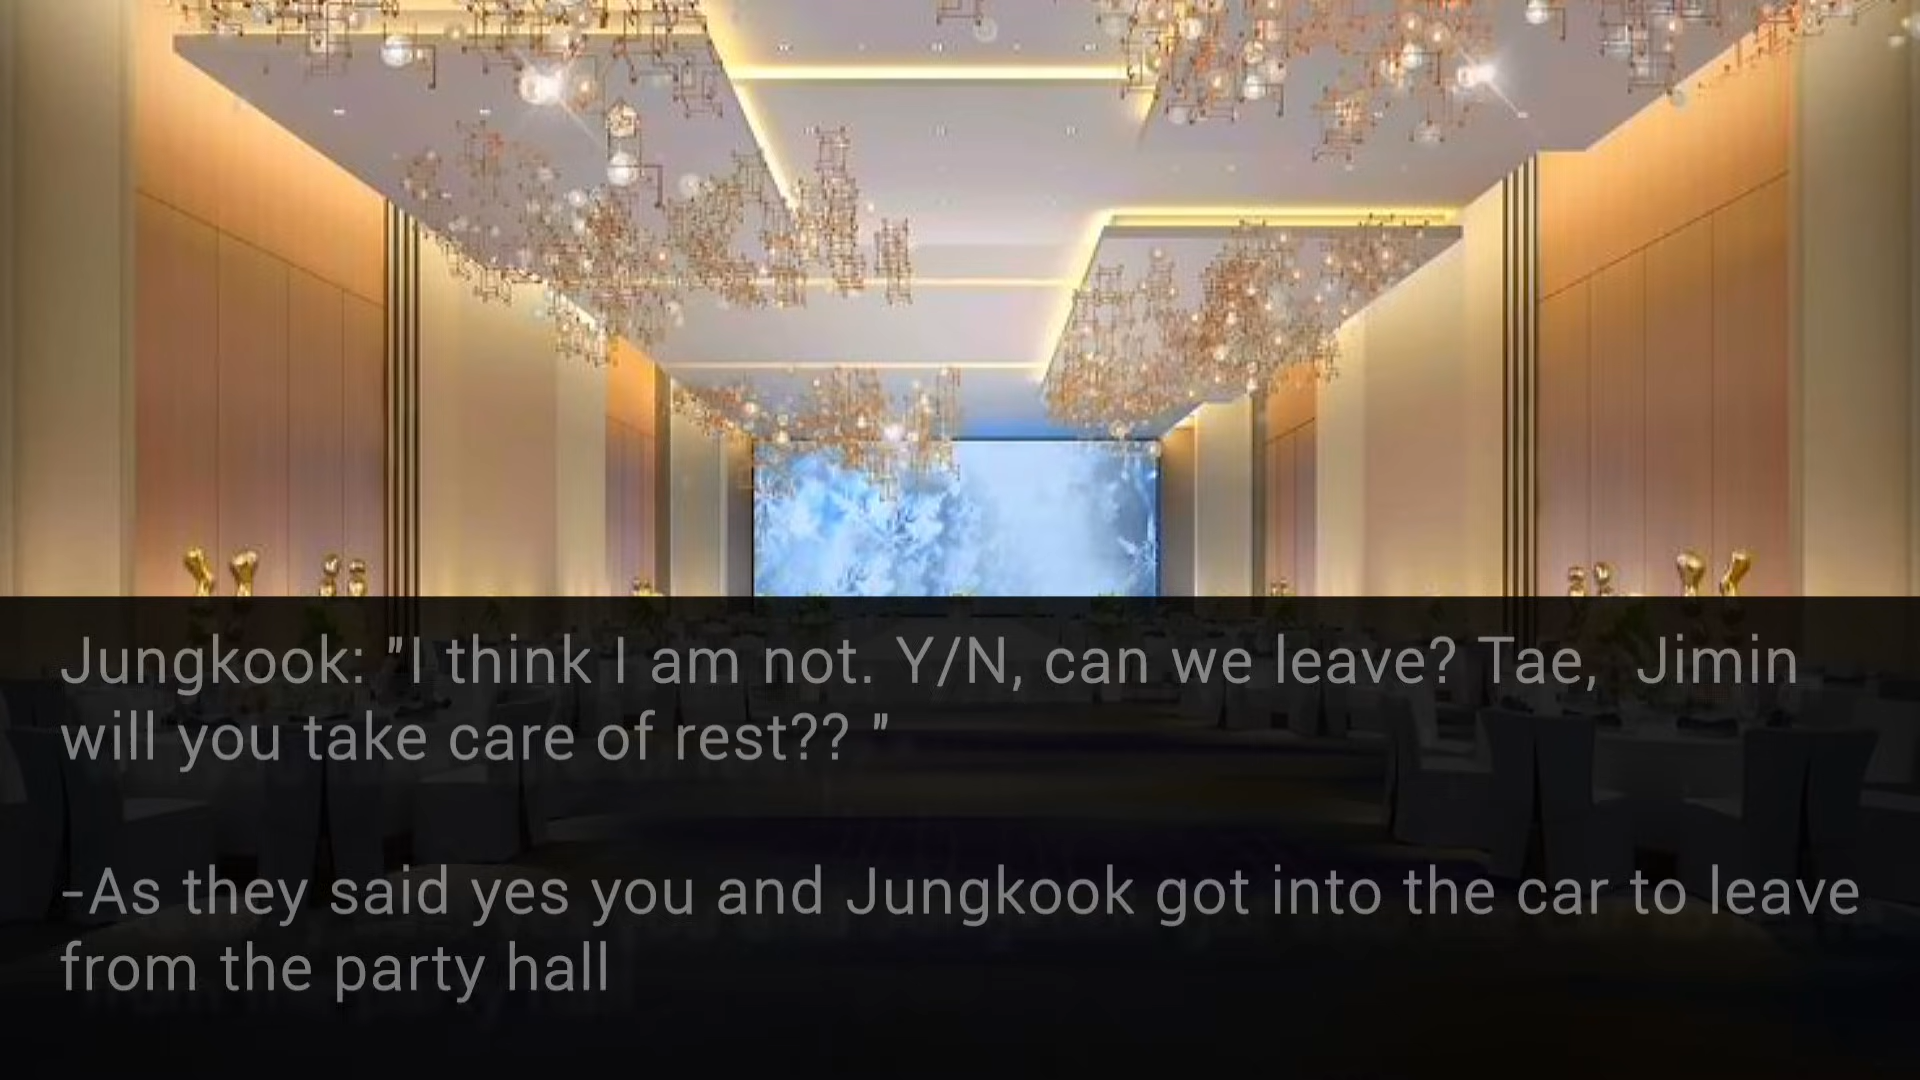 Jungkook: "I think I am not. Y/N, can we leave? Tae,  Jimin
will you take care of rest?? "
-As they said yes you and Jungkook got into the car to leave
from the party hall